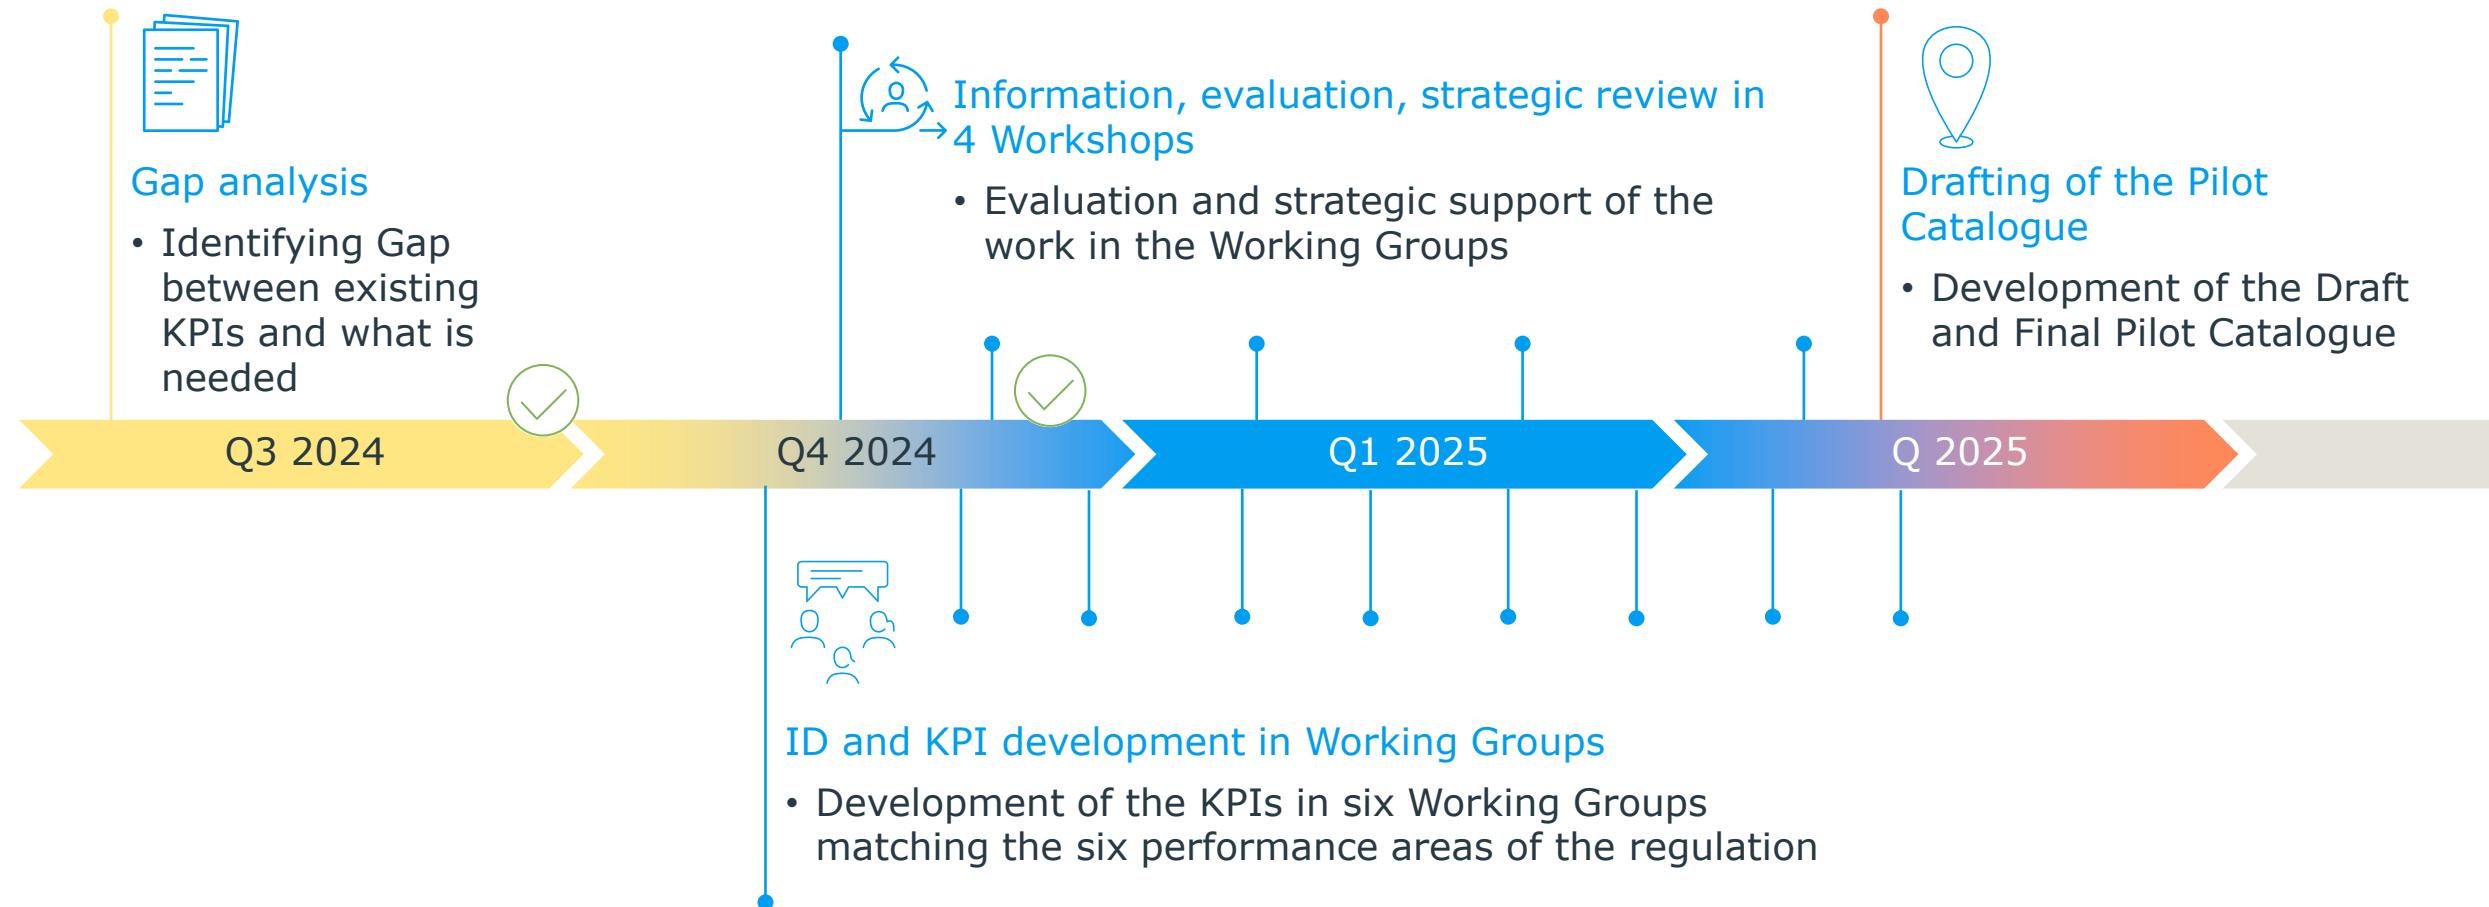 Gap analysis
• Identifying Gap
between existing
KPIs and what is
needed
Information, evaluation, strategic review in
4 Workshops
• Evaluation and strategic support of the
work in the Working Groups
Drafting of the Pilot
Catalogue
• Development of the Draft
and Final Pilot Catalogue
Q3 2024
Q4 2024
Q1 2025
Q 2025
ID and KPI development in Working Groups
• Development of the KPIs in six Working Groups
matching the six performance areas of the regulation